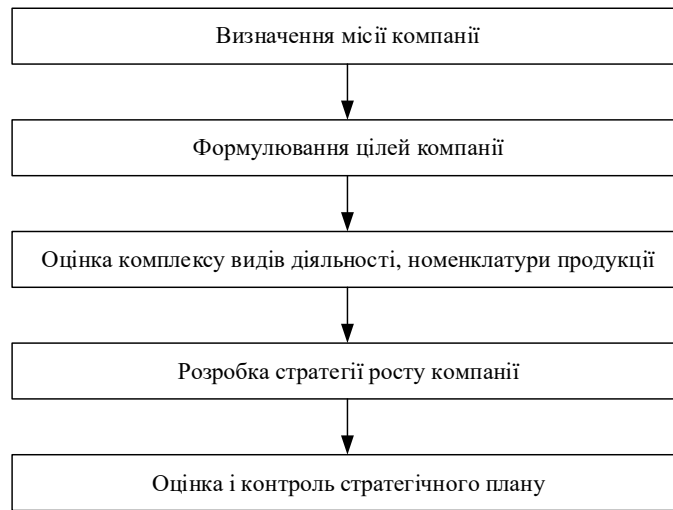 Визначення місії компанії
Формулювання цілей компанії
Оцінка комплексу видів діяльності, номенклатури продукції
Розробка стратегії росту компанії
Оцінка і контроль стратегічного плану